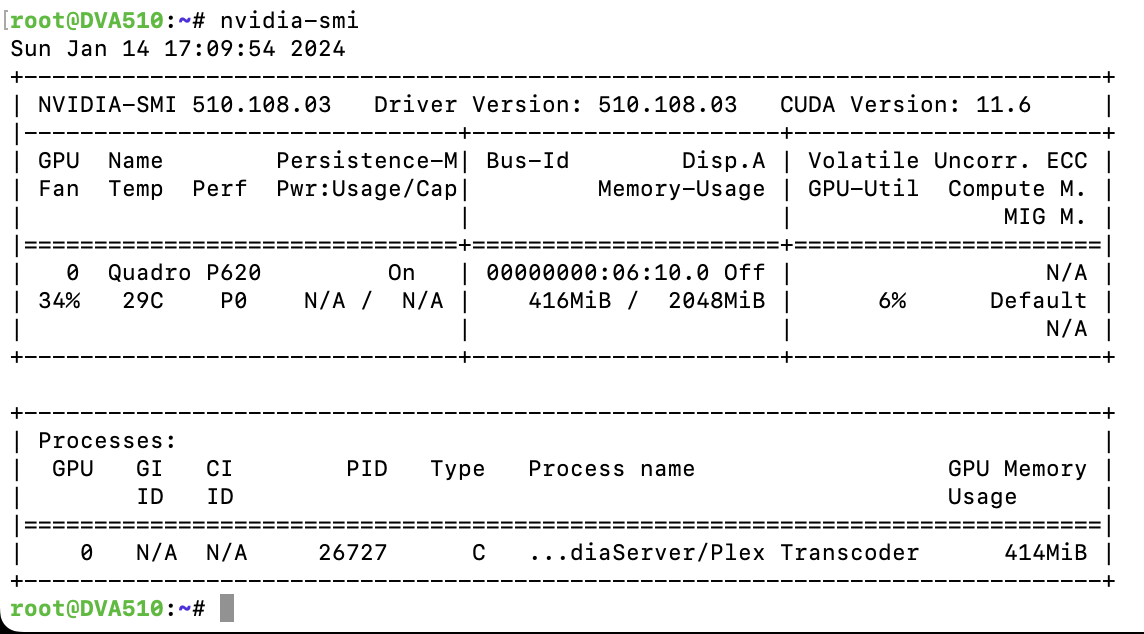 root@DVA510:~# nvidia-smi
Sun Jan 14 17:09:54 2024
+-----------------------------------------------------------------------------+
| NVIDIA-SMI 510.108.03   Driver Version: 510.108.03   CUDA Version: 11.6     |
|-------------------------------+----------------------+----------------------+
| GPU  Name        Persistence-M| Bus-Id        Disp.A | Volatile Uncorr. ECC |
| Fan  Temp  Perf  Pwr:Usage/Cap|         Memory-Usage | GPU-Util  Compute M. |
|                               |                      |               MIG M. |
|===============================+======================+======================|
|   0  Quadro P620         On   | 00000000:06:10.0 Off |                  N/A |
| 34%   29C    P0    N/A /  N/A |    416MiB /  2048MiB |      6%      Default |
|                               |                      |                  N/A |
+-------------------------------+----------------------+----------------------+

+-----------------------------------------------------------------------------+
| Processes:                                                                  |
|  GPU   GI   CI        PID   Type   Process name                  GPU Memory |
|        ID   ID                                                   Usage      |
|=============================================================================|
|    0   N/A  N/A     26727      C   ...diaServer/Plex Transcoder      414MiB |
+-----------------------------------------------------------------------------+
root@DVA510:~#